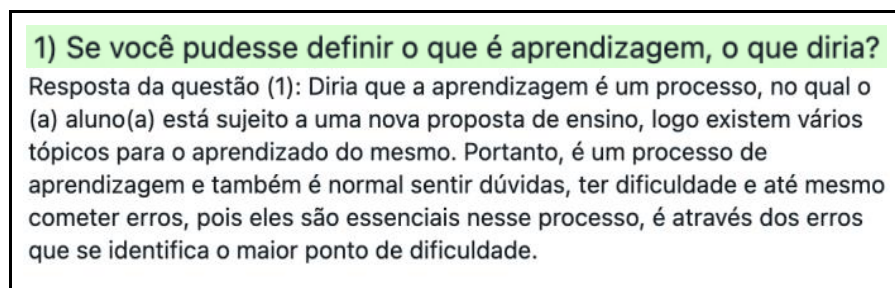 1) Se você pudesse definir o que é aprendizagem, o que diria?
Resposta da questão (1): Diria que a aprendizagem é um processo, no qual o
(a) aluno(a) está sujeito a uma nova proposta de ensino, logo existem vários
tópicos para o aprendizado do mesmo. Portanto, é um processo de
aprendizagem e também é normal sentir dúvidas, ter dificuldade e até mesmo
cometer erros, pois eles são essenciais nesse processo, é através dos erros
que se identifica o maior ponto de dificuldade.